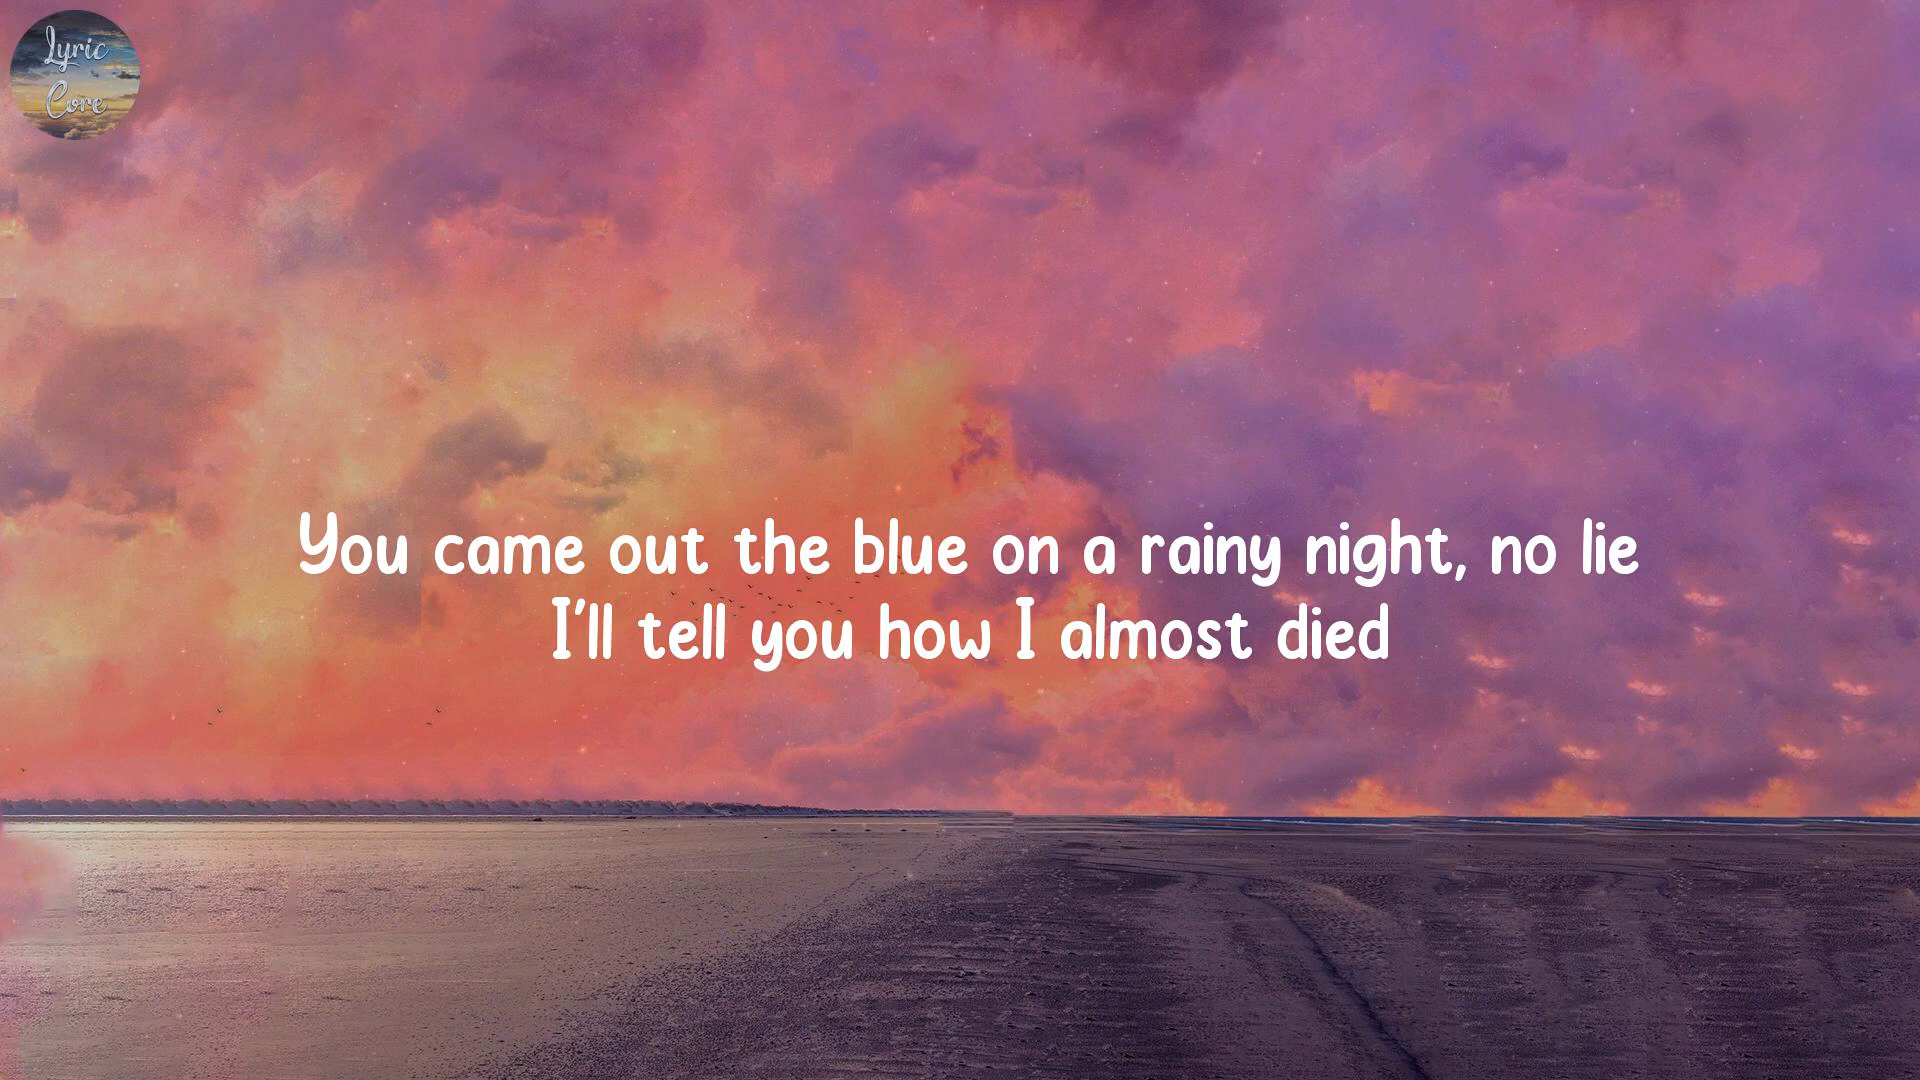 Lyric
Core
You came out the blue on a rainy night, no lie
I'll tell you how I almost died